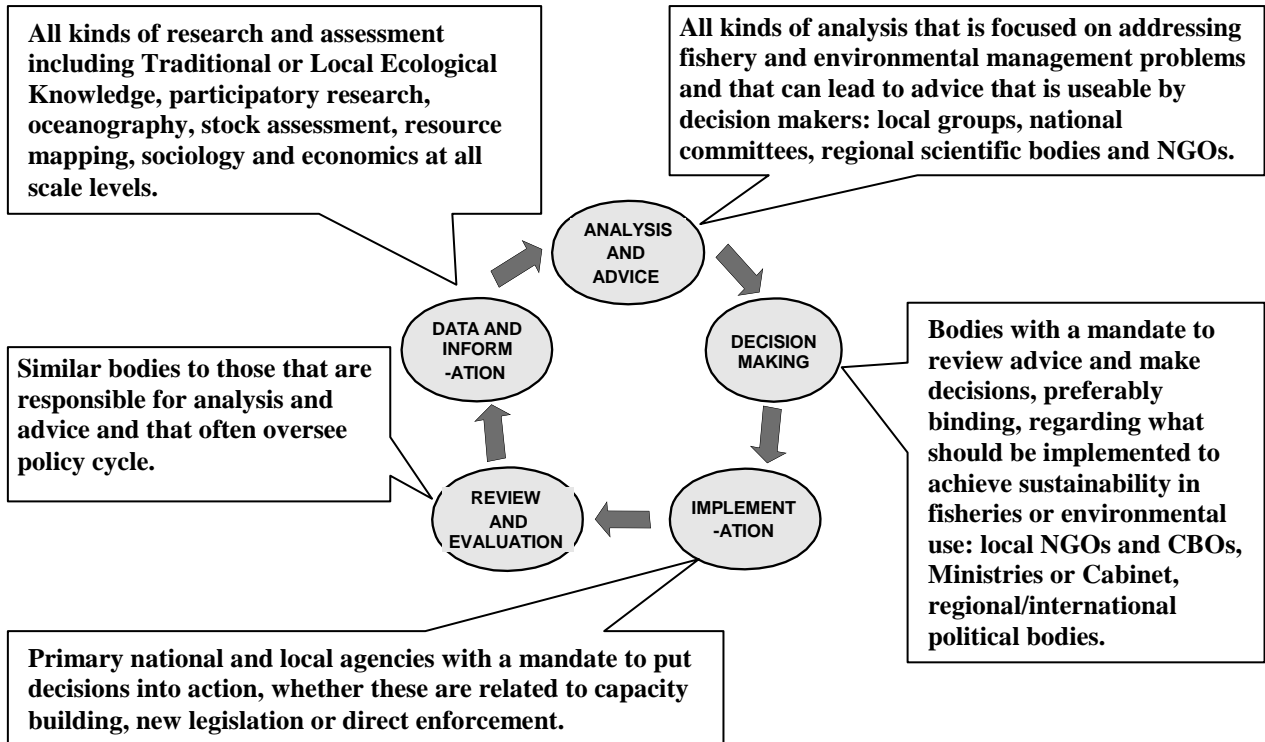 All kinds of research and assessment
including Traditional or Local Ecological
Knowledge, participatory research,
oceanography, stock assessment, resource
mapping, sociology and economics at all
scale levels.
All kinds of analysis that is focused on addressing
fishery and environmental management problems
and that can lead to advice that is useable by
decision makers: local groups, national
committees, regional scientific bodies and NGOs.
ANALYSIS
AND
ADVICE
DATA AND
INFORM
-ATION
DECISION
MAKING
Similar bodies to those that are
responsible for analysis and
advice and that often oversee
policy cycle.
Bodies with a mandate to
review advice and make
decisions, preferably
binding, regarding what
should be implemented to
achieve sustainability in
fisheries or environmental
use: local NGOs and CBOs,
Ministries or Cabinet,
regional/international
political bodies.
REVIEW
AND
EVALUATION
IMPLEMENT
-ATION
Primary national and local agencies with a mandate to put
decisions into action, whether these are related to capacity
building, new legislation or direct enforcement.